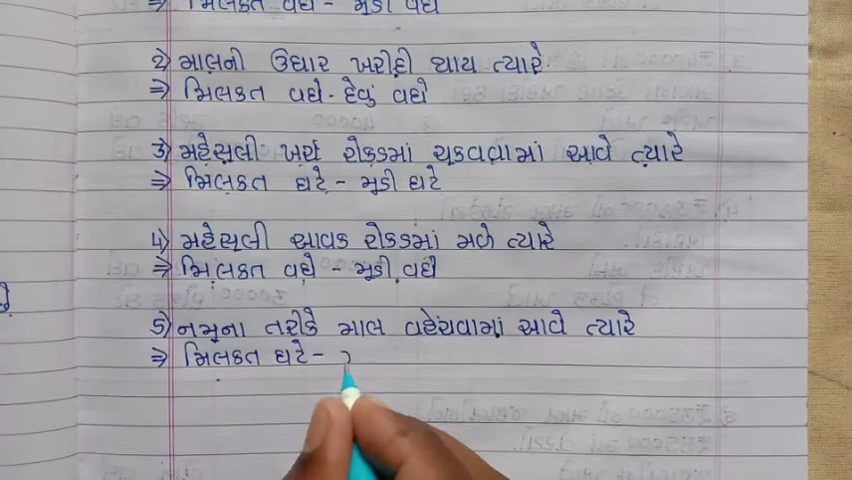 ⇒ મિલકત વધે - મૂડી વધે
2) માલની ઉધાર ખરીદી થાય ત્યારે
⇒ મિલકત વધે - દેવું વધે
3) મહેસૂલી ખર્ચ રોકડમાં ચૂકવવામાં આવે ત્યારે
⇒ મિલકત ઘટે - મૂડી ઘટે
4) મહેસૂલી આવક રોકડમાં મળે ત્યારે
⇒ મિલકત વધે - મૂડી વધે
5) નમૂના તરીકે માલ વહેંચવામાં આવે ત્યારે
⇒ મિલકત ઘટે -